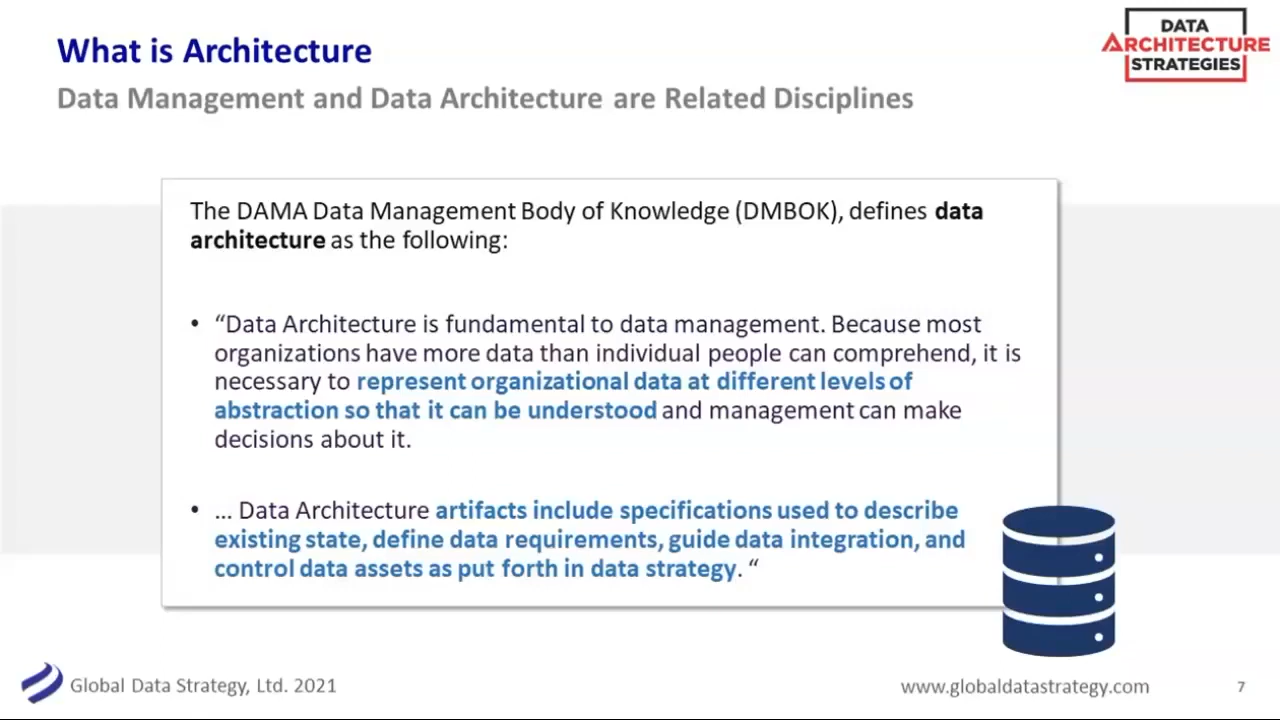 What is Architecture
Data Management and Data Architecture are Related Disciplines
DATA
ARCHITECTURE
STRATEGIES
The DAMA Data Management Body of Knowledge (DMBOK), defines data
architecture as the following:
• “Data Architecture is fundamental to data management. Because most
organizations have more data than individual people can comprehend, it is
necessary to represent organizational data at different levels of
abstraction so that it can be understood and management can make
decisions about it.
• … Data Architecture artifacts include specifications used to describe
existing state, define data requirements, guide data integration, and
control data assets as put forth in data strategy. “
Global Data Strategy, Ltd. 2021
www.globaldatastrategy.com
7